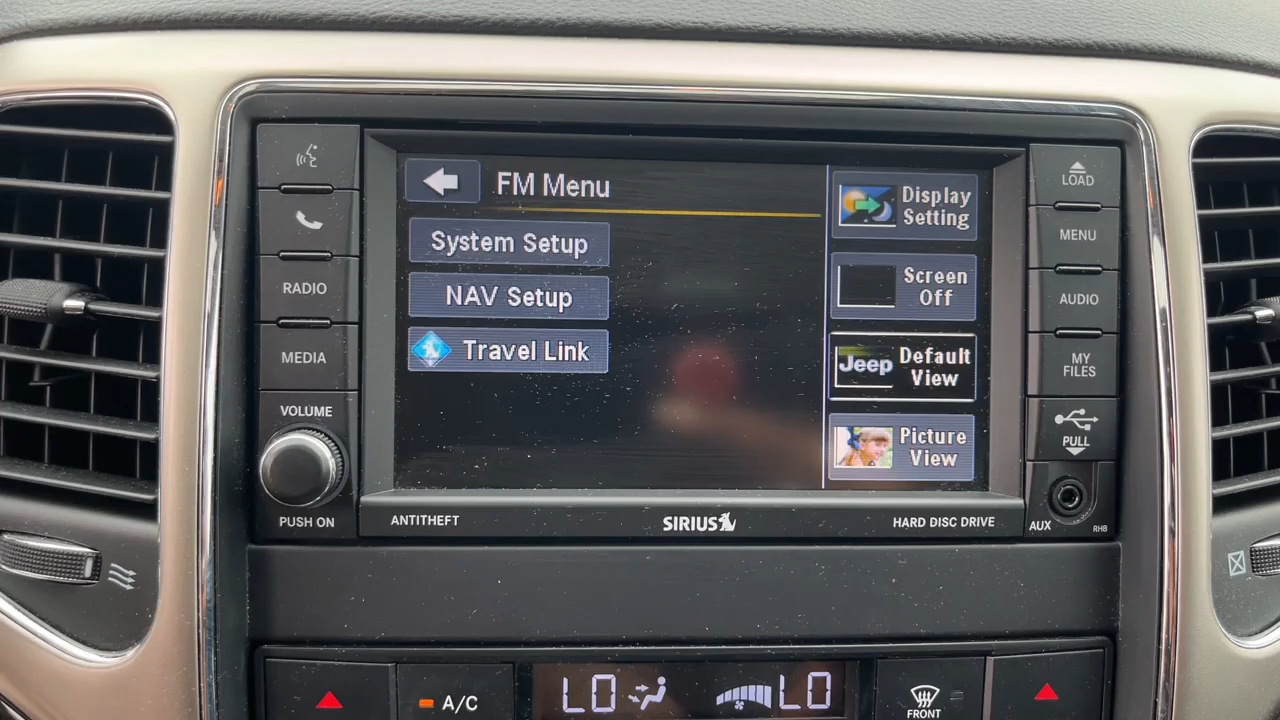 FM Menu
System Setup
NAV Setup
Travel Link
Display
Setting
Screen
Off
Jeep
Default
View
Picture
View
RADIO
MEDIA
VOLUME
PUSH ON
LOAD
MENU
AUDIO
MY
FILES
PULL
AUX
RHB
ANTITHEFT
SIRIUS
HARD DISC DRIVE
A/C
LO
LO
FRONT